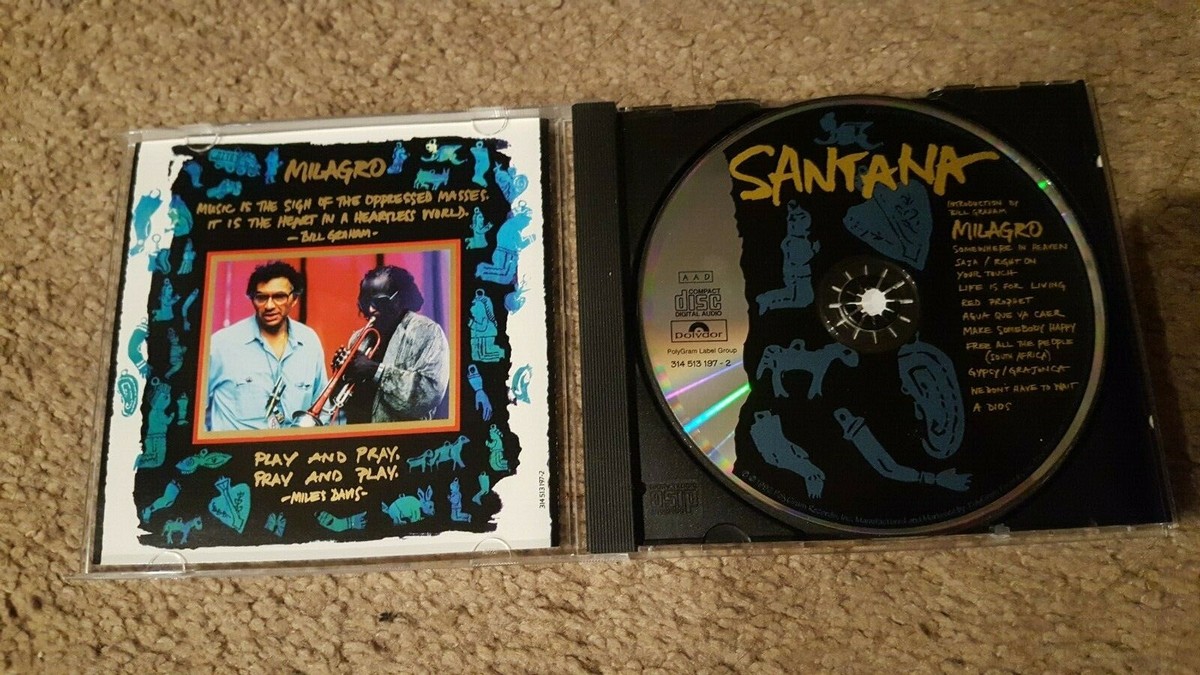 MILAGRO
MUSIC IS THE SIGN OF THE OPPRESSED MASSES.
IT IS THE HEART IN A HEARTLESS WORLD.
-BILL GRAHAM-
PLAY AND PRAY.
PRAY AND PLAY.
-MILES DAVIS-
314513197-2
SANTANA
INTRODUCTION BY
BILL GRAHAM
MILAGRO
SOMEWHERE IN HEAVEN
SAJA / RIGHT ON
YOUR TOUCH
LIFE IS FOR LIVING
RED PROPHET
AGUA QUE VA CAER
MAKE SOMEBODY HAPPY
FREE ALL THE PEOPLE
(SOUTH AFRICA)
GYPSY / GRAJONCA
WE DON'T HAVE TO WAIT
A DIOS
AAD
COMPACT
disc
DIGITAL AUDIO
Polydor
PolyGram Label Group
314 513 197 - 2